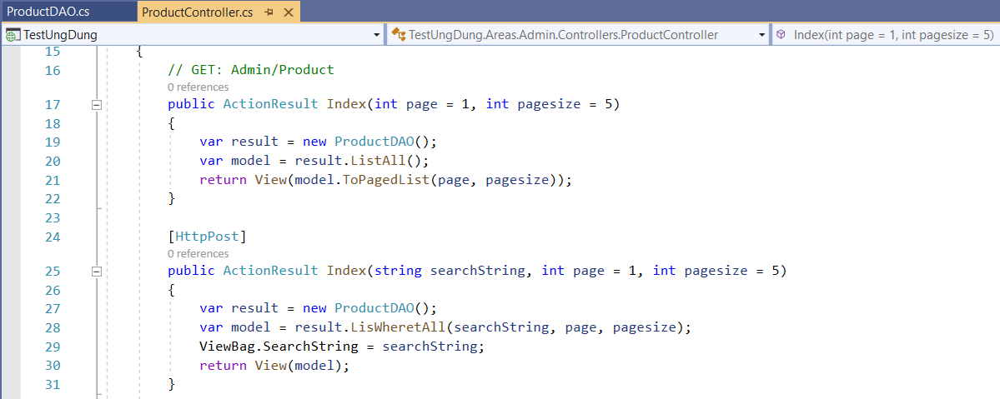 ProductDAO.cs ProductController.cs
TestUngDung TestUngDung.Areas.Admin.Controllers.ProductController Index(int page = 1, int pagesize = 5)
15 {
16 // GET: Admin/Product
0 references
17 public ActionResult Index(int page = 1, int pagesize = 5)
18 {
19 var result = new ProductDAO();
20 var model = result.ListAll();
21 return View(model.ToPagedList(page, pagesize));
22 }
23
24 [HttpPost]
0 references
25 public ActionResult Index(string searchString, int page = 1, int pagesize = 5)
26 {
27 var result = new ProductDAO();
28 var model = result.LisWheretAll(searchString, page, pagesize);
29 ViewBag.SearchString = searchString;
30 return View(model);
31 }